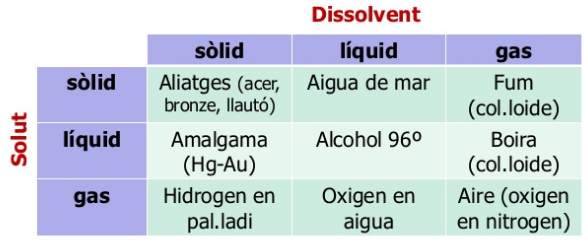 Dissolvent
sòlid líquid gas
Solut
sòlid Aliatges (acer, bronze, llautó) Aigua de mar Fum (col.loide)
líquid Amalgama (Hg-Au) Alcohol 96º Boira (col.loide)
gas Hidrogen en pal.ladi Oxigen en aigua Aire (oxigen en nitrogen)